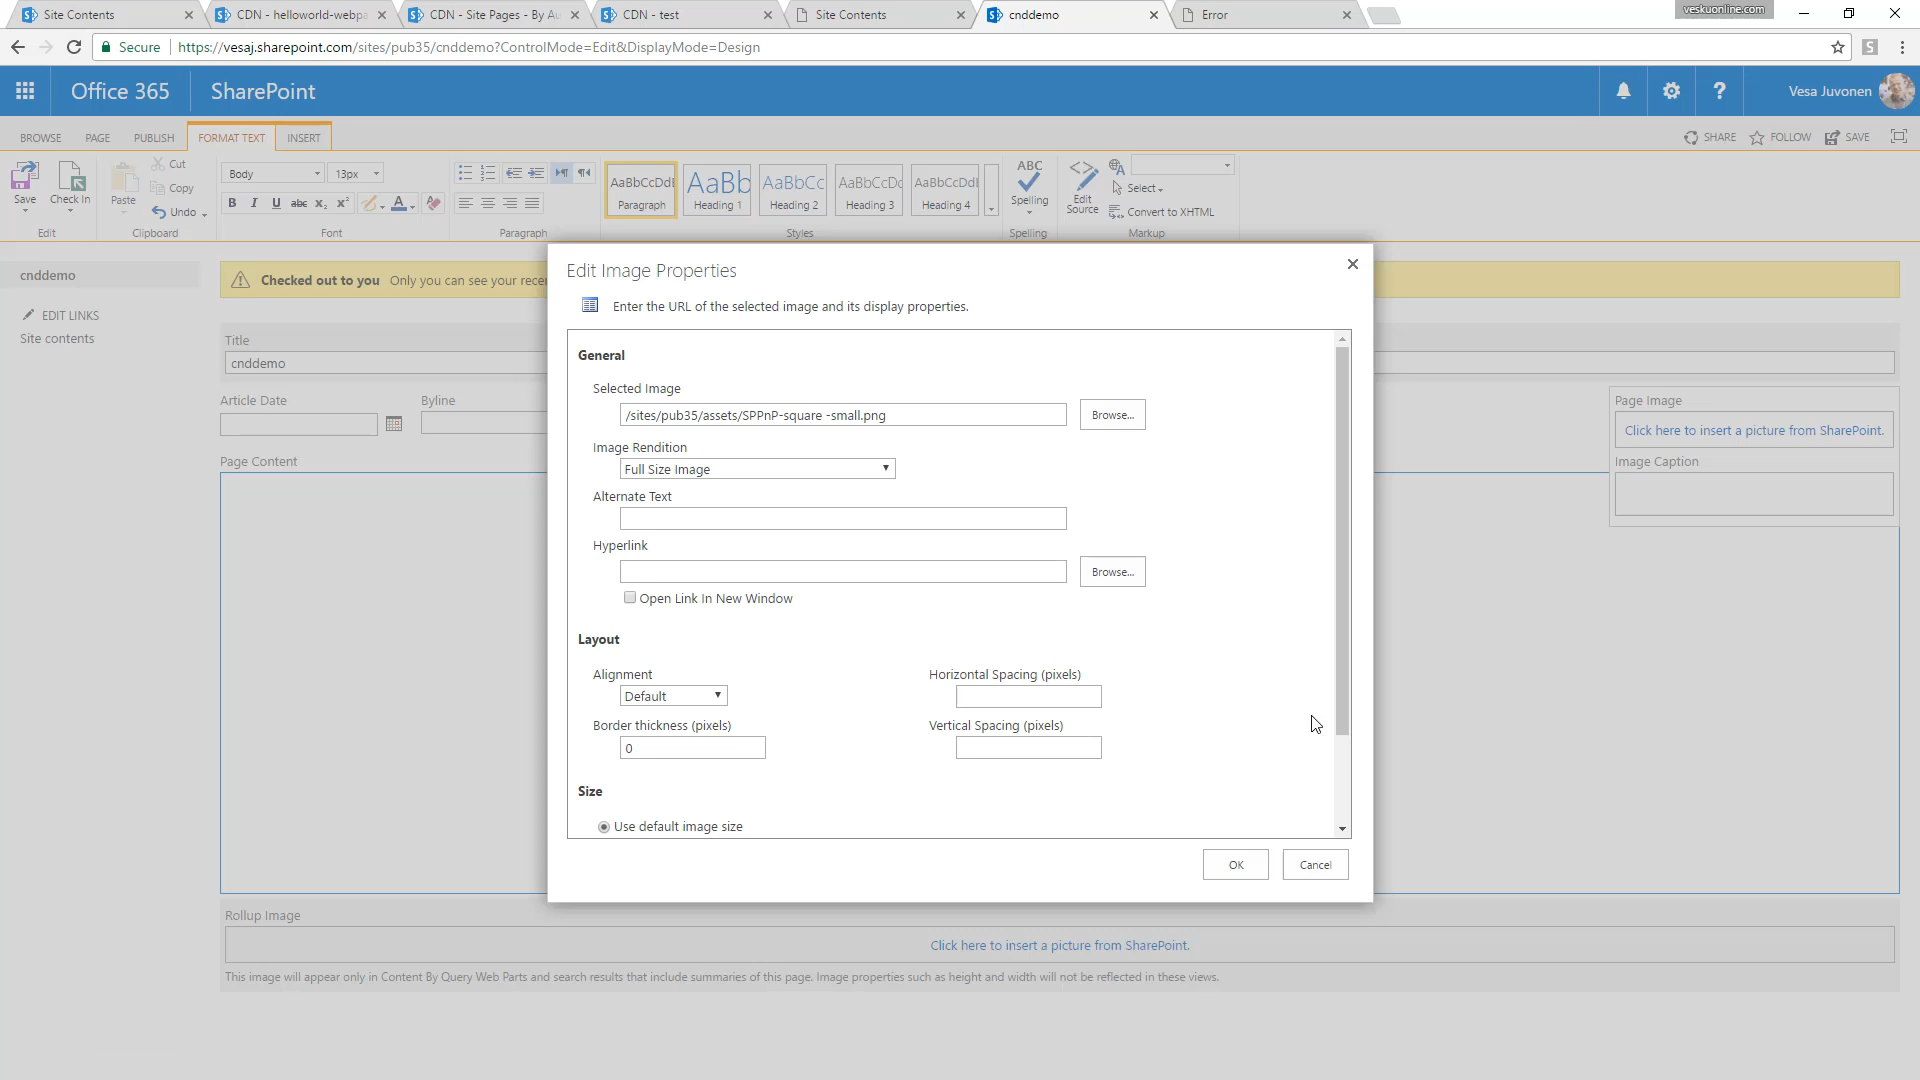 Site Contents
CDN - helloworld-webpa
CDN - Site Pages - By Au
CDN - test
Site Contents
cnddemo
Error
veskuonline.com
Secure
https://vesaj.sharepoint.com/sites/pub35/cnddemo?ControlMode=Edit&DisplayMode=Design
Office 365
SharePoint
Vesa Juvonen
BROWSE
PAGE
PUBLISH
FORMAT TEXT
INSERT
SHARE
FOLLOW
SAVE
Save
Check In
Edit
Paste
Cut
Copy
Undo
Clipboard
Body
13px
B I U abc x₂ x²
Font
Paragraph
AaBbCcDdI
Paragraph
AaBb
Heading 1
AaBbCc
Heading 2
AaBbCcDc
Heading 3
AaBbCcDdI
Heading 4
Styles
ABC
Spelling
Spelling
Edit
Source
Select
Convert to XHTML
Markup
cnddemo
EDIT LINKS
Site contents
Checked out to you Only you can see your recen
Title
cnddemo
Article Date
Byline
Page Content
Page Image
Click here to insert a picture from SharePoint.
Image Caption
Edit Image Properties
Enter the URL of the selected image and its display properties.
General
Selected Image
/sites/pub35/assets/SPPnP-square -small.png
Browse...
Image Rendition
Full Size Image
Alternate Text
Hyperlink
Browse...
Open Link In New Window
Layout
Alignment
Default
Horizontal Spacing (pixels)
Border thickness (pixels)
0
Vertical Spacing (pixels)
Size
Use default image size
OK
Cancel
Rollup Image
Click here to insert a picture from SharePoint.
This image will appear only in Content By Query Web Parts and search results that include summaries of this page. Image properties such as height and width will not be reflected in these views.